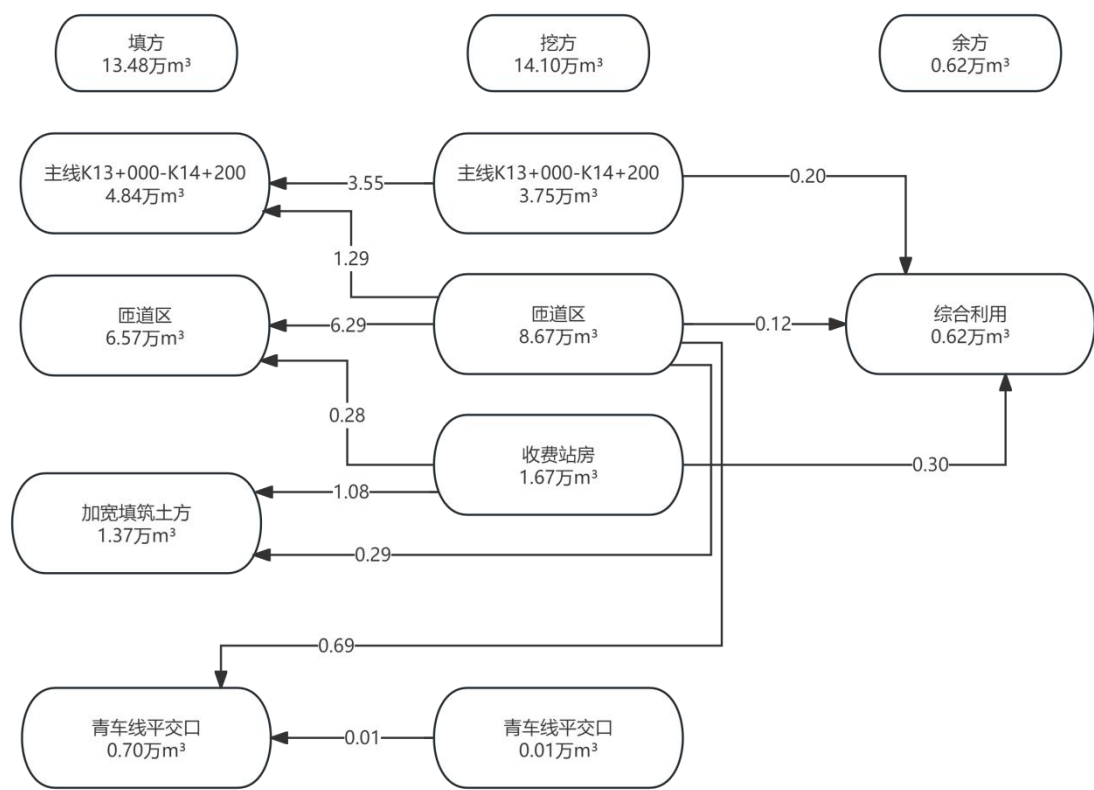 填方
13.48万m³
挖方
14.10万m³
余方
0.62万m³
主线K13+000-K14+200
4.84万m³
3.55
主线K13+000-K14+200
3.75万m³
0.20
1.29
匝道区
6.57万m³
6.29
匝道区
8.67万m³
0.12
综合利用
0.62万m³
0.28
收费站房
1.67万m³
0.30
加宽填筑土方
1.37万m³
1.08
0.29
0.69
青车线平交口
0.70万m³
0.01
青车线平交口
0.01万m³